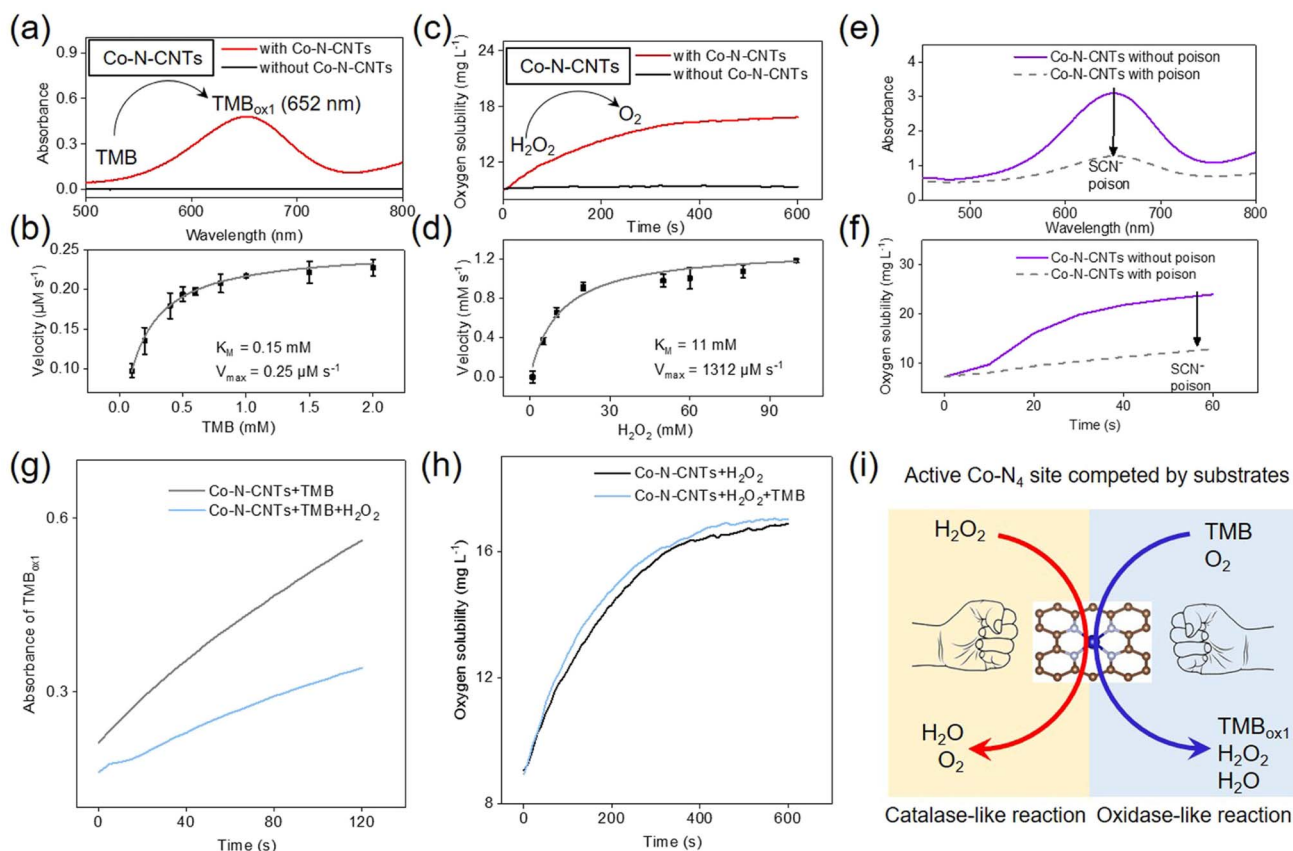 (a)
0.9
0.6
0.3
0.0
Absorbance
Co-N-CNTs
with Co-N-CNTs
without Co-N-CNTs
TMBox1 (652 nm)
TMB
500
600
700
800
Wavelength (nm)
(b)
0.25
0.20
0.15
0.10
Velocity (µM s⁻¹)
KM = 0.15 mM
Vmax = 0.25 µM s⁻¹
0.0
0.5
1.0
1.5
2.0
TMB (mM)
(c)
24
18
12
Oxygen solubility (mg L⁻¹)
with Co-N-CNTs
without Co-N-CNTs
Co-N-CNTs
O₂
H₂O₂
0
200
400
600
Time (s)
(d)
1.2
0.8
0.4
0.0
Velocity (mM s⁻¹)
KM = 11 mM
Vmax = 1312 µM s⁻¹
0
30
60
90
H₂O₂ (mM)
(e)
4
3
2
1
0
Absorbance
Co-N-CNTs without poison
Co-N-CNTs with poison
SCN⁻
poison
500
600
700
800
Wavelength (nm)
(f)
30
20
10
Oxygen solubility (mg L⁻¹)
Co-N-CNTs without poison
Co-N-CNTs with poison
SCN⁻
poison
0
20
40
60
Time (s)
(g)
0.6
0.3
Absorbance of TMBox1
Co-N-CNTs+TMB
Co-N-CNTs+TMB+H₂O₂
0
40
80
120
Time (s)
(h)
16
12
8
Oxygen solubility (mg L⁻¹)
Co-N-CNTs+H₂O₂
Co-N-CNTs+H₂O₂+TMB
0
200
400
600
Time (s)
(i)
Active Co-N₄ site competed by substrates
H₂O₂
TMB
O₂
H₂O
O₂
TMBox1
H₂O₂
H₂O
Catalase-like reaction
Oxidase-like reaction